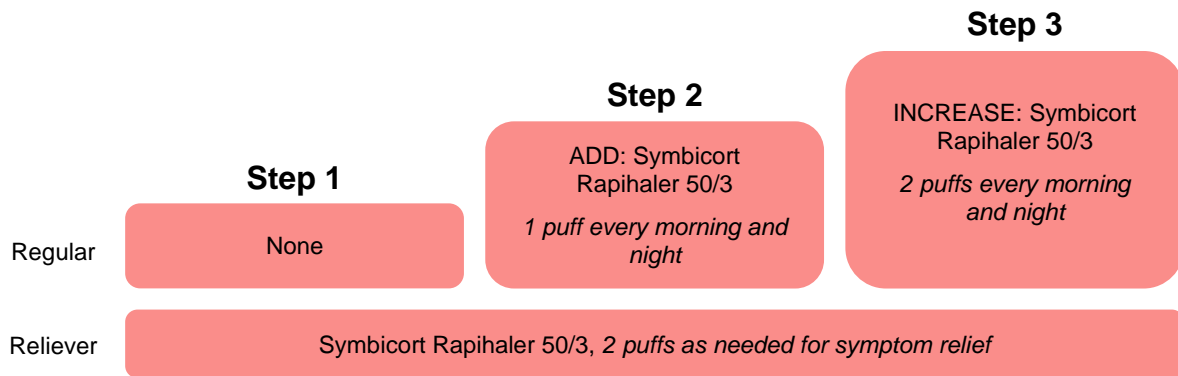 Step 1
Step 2
Step 3
Regular
None
ADD: Symbicort
Rapihaler 50/3
1 puff every morning and
night
INCREASE: Symbicort
Rapihaler 50/3
2 puffs every morning
and night
Reliever
Symbicort Rapihaler 50/3, 2 puffs as needed for symptom relief